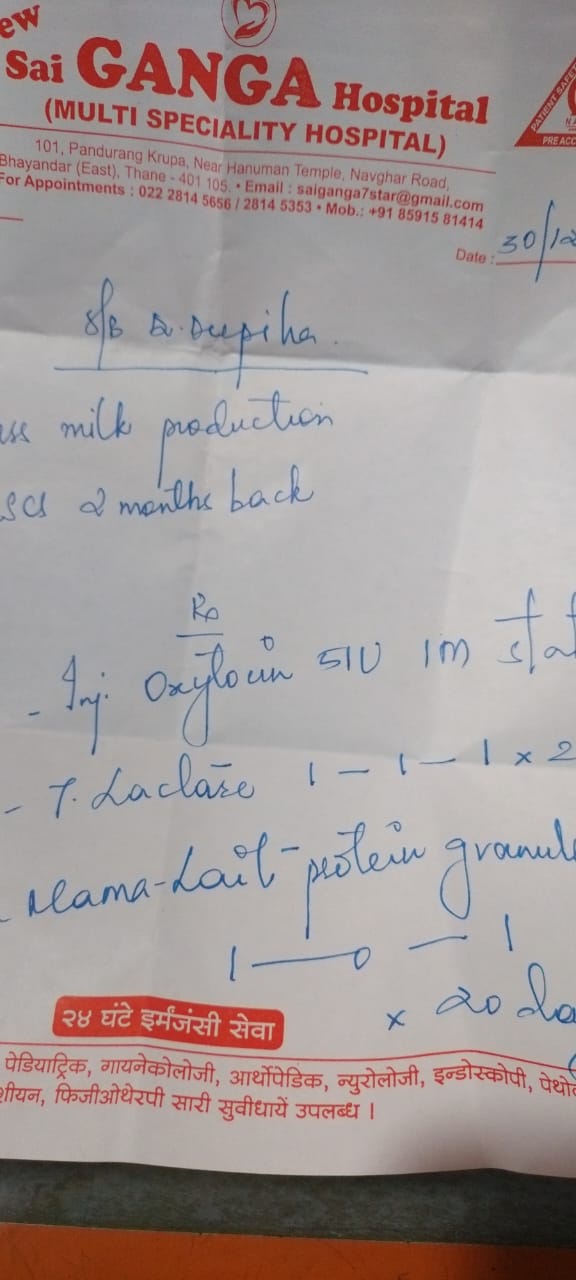 ew
Sai GANGA Hospital
(MULTI SPECIALITY HOSPITAL)
101, Pandurang Krupa, Near Hanuman Temple, Navghar Road,
Bhayandar (East), Thane - 401 105. • Email : saiganga7star@gmail.com
For Appointments : 022 2814 5656 / 2814 5353 • Mob.: +91 85915 81414
PATIENT SAFET
PRE ACC
Date : 30/12
S/B Dr. Deepika.
ess milk production
SCS 2 months back
Rx
- Inj. Oxytocin 5IU IM stat
- T. Lactare 1 - 1 - 1 x 2
- Mama-Lait-protein granule
1 — 0 — 1
x 20 da
२४ घंटे इर्मजंसी सेवा
पेडियाट्रिक, गायनेकोलोजी, आर्थोपेडिक, न्युरोलोजी, इन्डोस्कोपी, पेथो
शीयन, फिजीओथेरपी सारी सुवीधायें उपलब्ध ।